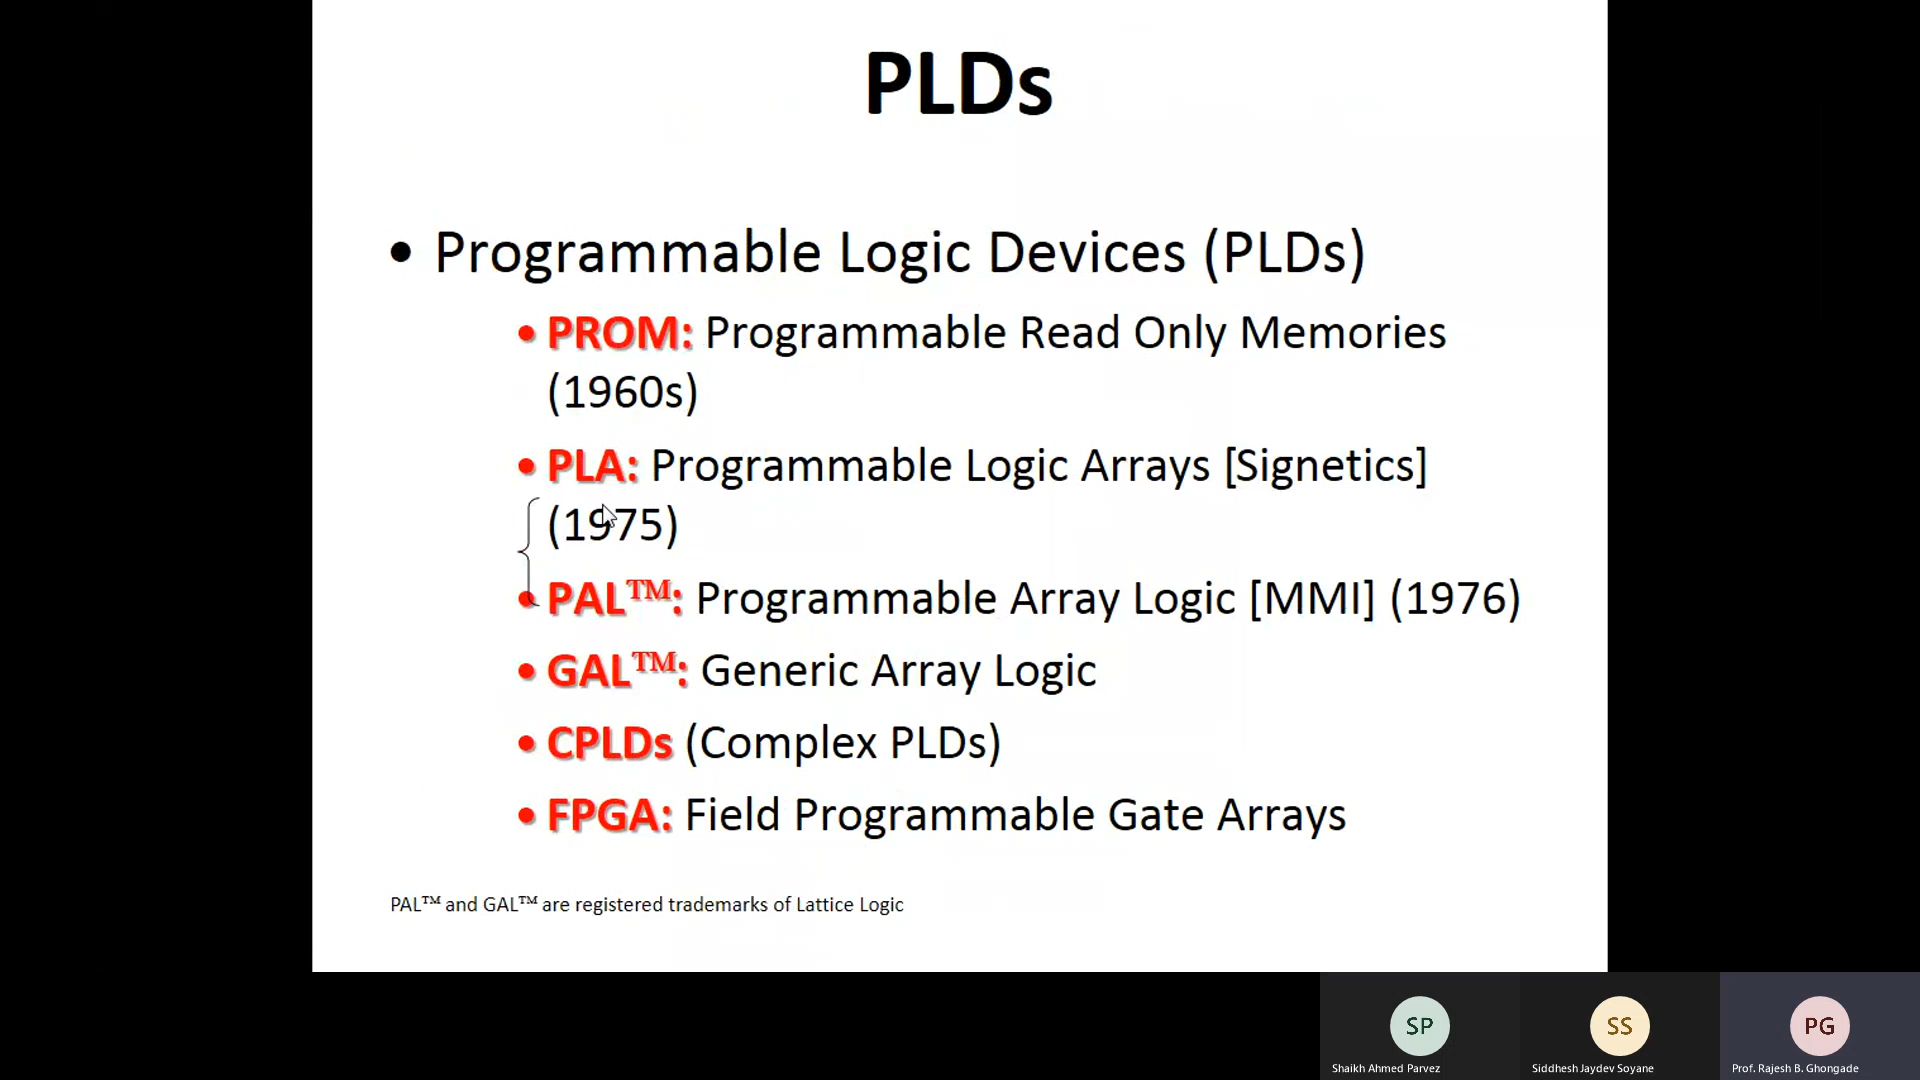 PLDs
• Programmable Logic Devices (PLDs)
• PROM: Programmable Read Only Memories
(1960s)
• PLA: Programmable Logic Arrays [Signetics]
(1975)
• PAL™: Programmable Array Logic [MMI] (1976)
• GAL™: Generic Array Logic
• CPLDs (Complex PLDs)
• FPGA: Field Programmable Gate Arrays
PAL™ and GAL™ are registered trademarks of Lattice Logic
SP
SS
PG
Shaikh Ahmed Parvez
Siddhesh Jaydev Soyane
Prof. Rajesh B. Ghongade